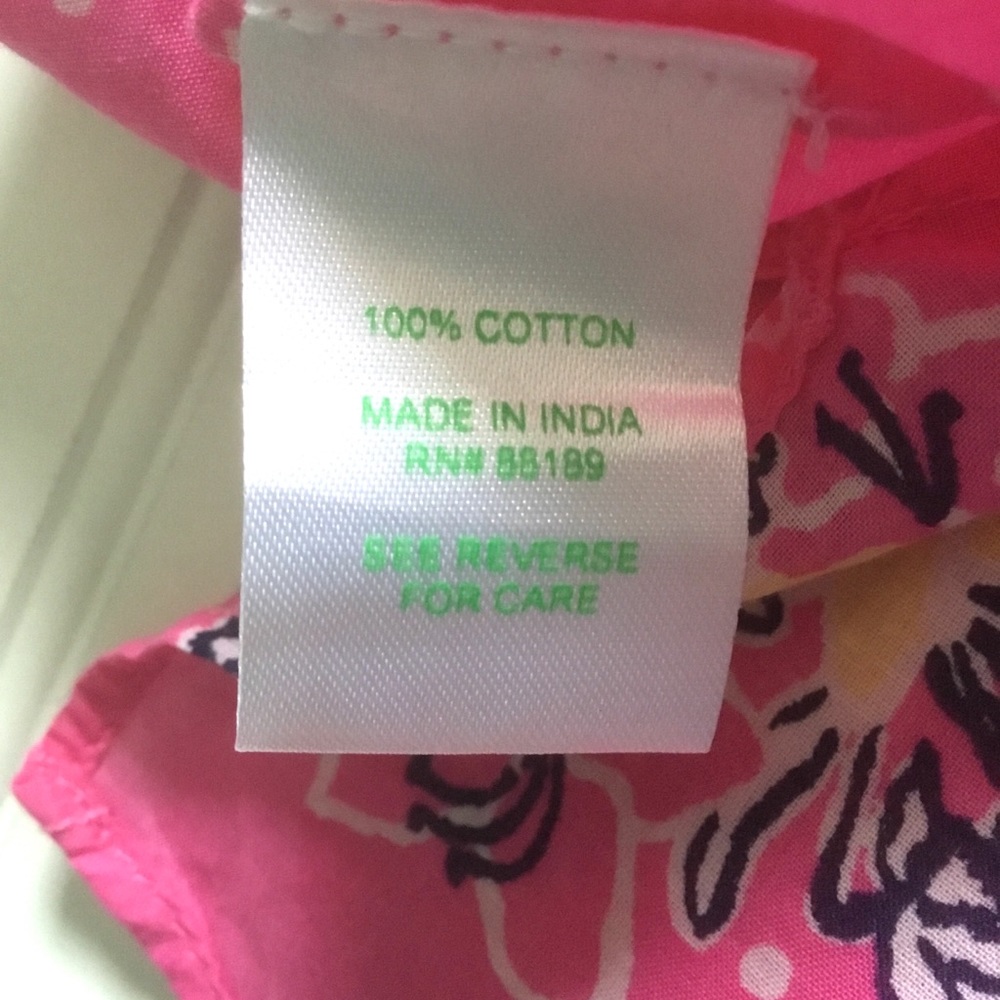 100% COTTON
MADE IN INDIA
RN# 88189
SEE REVERSE
FOR CARE